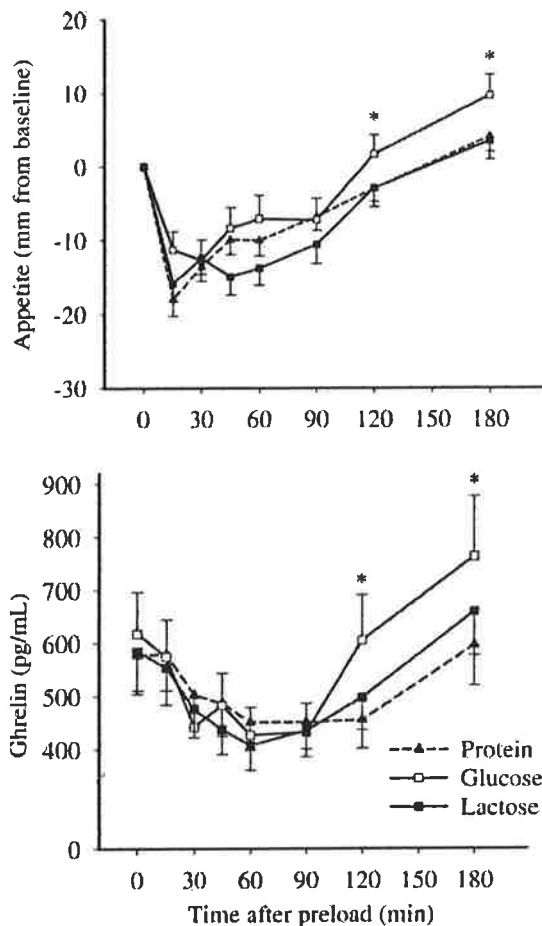 20
10
0
-10
-20
-30
Appetite (mm from baseline)
*
*
0 30 60 90 120 150 180
900
800
700
600
500
400
0
Ghrelin (pg/mL)
*
*
Protein
Glucose
Lactose
0 30 60 90 120 150 180
Time after preload (min)